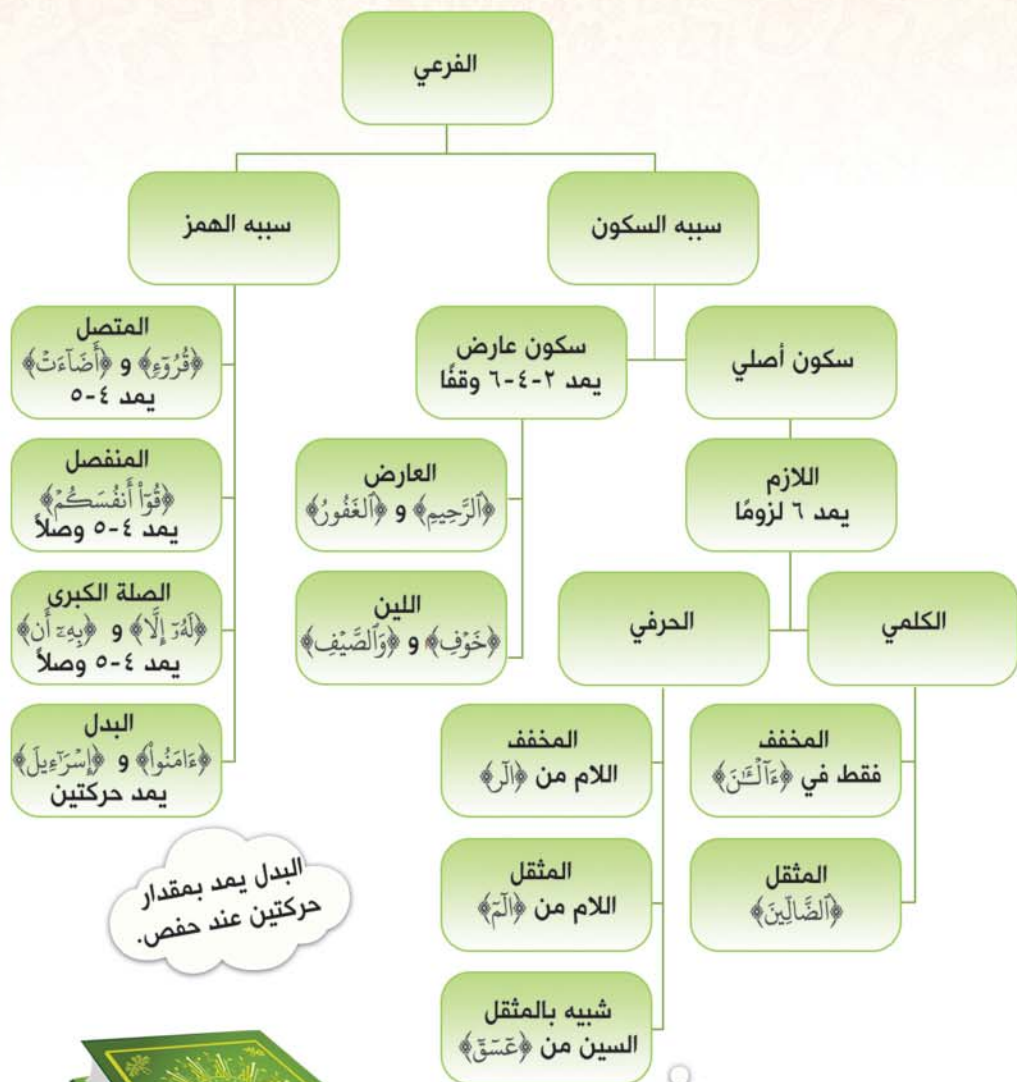 الفرعي
سببه السكون
سببه الهمز
سكون أصلي
سكون عارض
يمد ٢-٤-٦ وقفًا
اللازم
يمد ٦ لزومًا
العارض
﴿ٱلرَّحِيمِ﴾ و ﴿ٱلغَفُورُ﴾
اللين
﴿خَوۡفِ﴾ و ﴿وَٱلصَّيۡفِ﴾
الكلمي
الحرفي
المخفف
فقط في ﴿ءَآلۡـَٰٔنَ﴾
المثقل
﴿ٱلضَّآلِّينَ﴾
المخفف
اللام من ﴿الٓر﴾
المثقل
اللام من ﴿الٓمٓ﴾
شبيه بالمثقل
السين من ﴿عٓسٓقٓ﴾
المتصل
﴿قُرُوٓءٖ﴾ و ﴿أَضَآءَتۡ﴾
يمد ٤-٥
المنفصل
﴿قُوٓاْ أَنفُسَكُمۡ﴾
يمد ٤-٥ وصلاً
الصلة الكبرى
﴿لَهُۥٓ إِلَّا﴾ و ﴿بِهِۦٓ أَن﴾
يمد ٤-٥ وصلاً
البدل
﴿ءَامَنُواْ﴾ و ﴿إِسۡرَٰٓءِيلَ﴾
يمد حركتين
البدل يمد بمقدار
حركتين عند حفص.